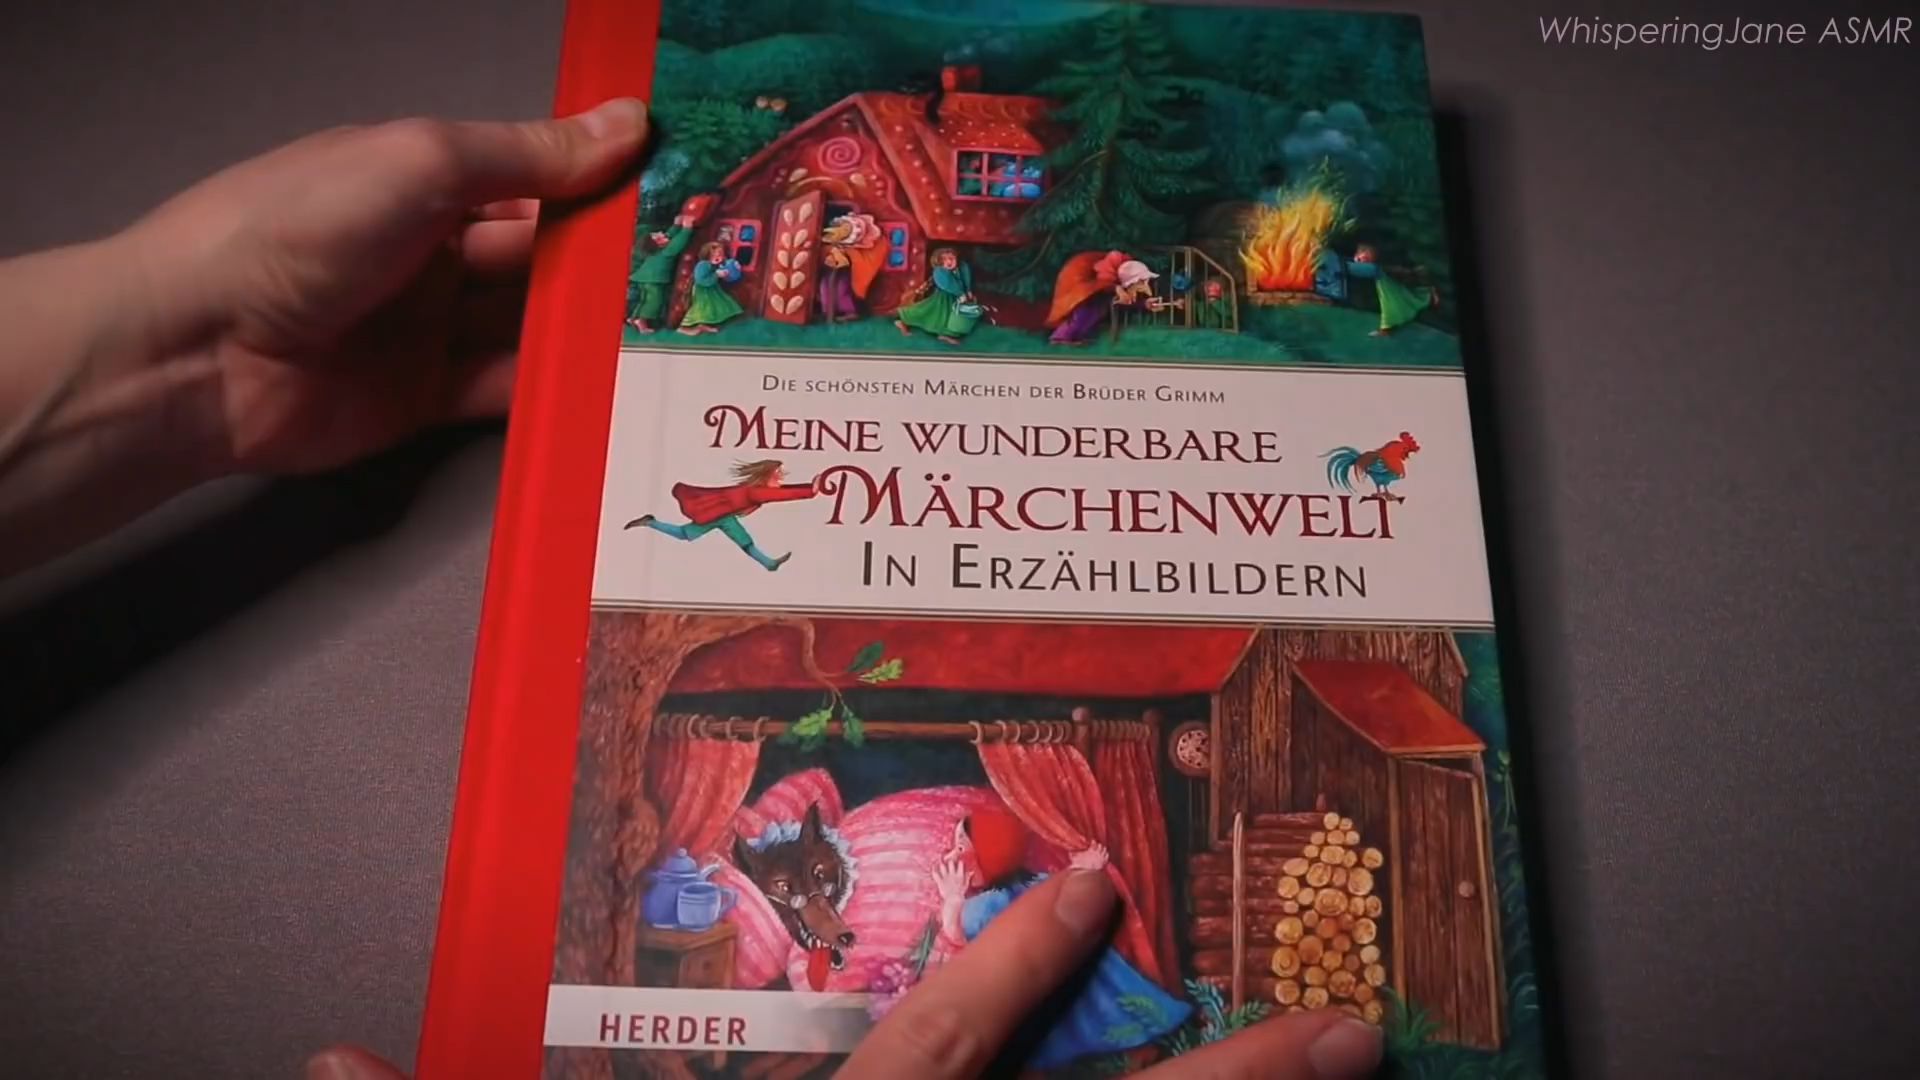 WhisperingJane ASMR
Die schönsten Märchen der Brüder Grimm
Meine wunderbare
Märchenwelt
In Erzählbildern
HERDER